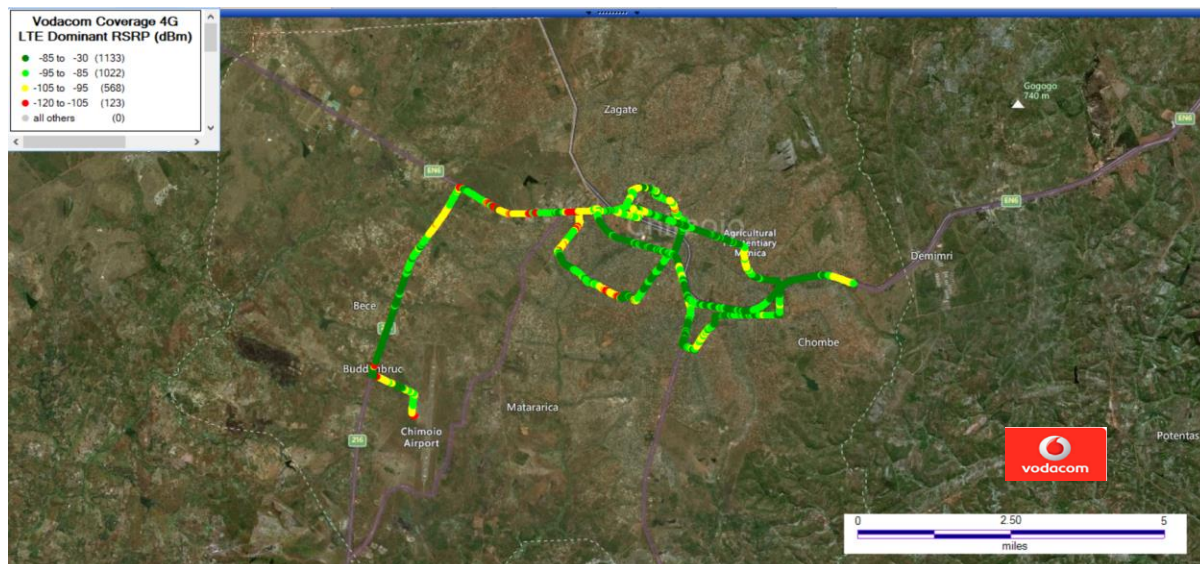 Vodacom Coverage 4G
LTE Dominant RSRP (dBm)
-85 to -30 (1133)
-95 to -85 (1022)
-105 to -95 (568)
-120 to -105 (123)
all others (0)
Zagate
Gogogo
740 m
EN6
EN6
EN6
Agricultural
Demimri
Bece
Chombe
Matararica
Chimoio
Airport
216
Potentas
vodacom
0 2.50 5
miles